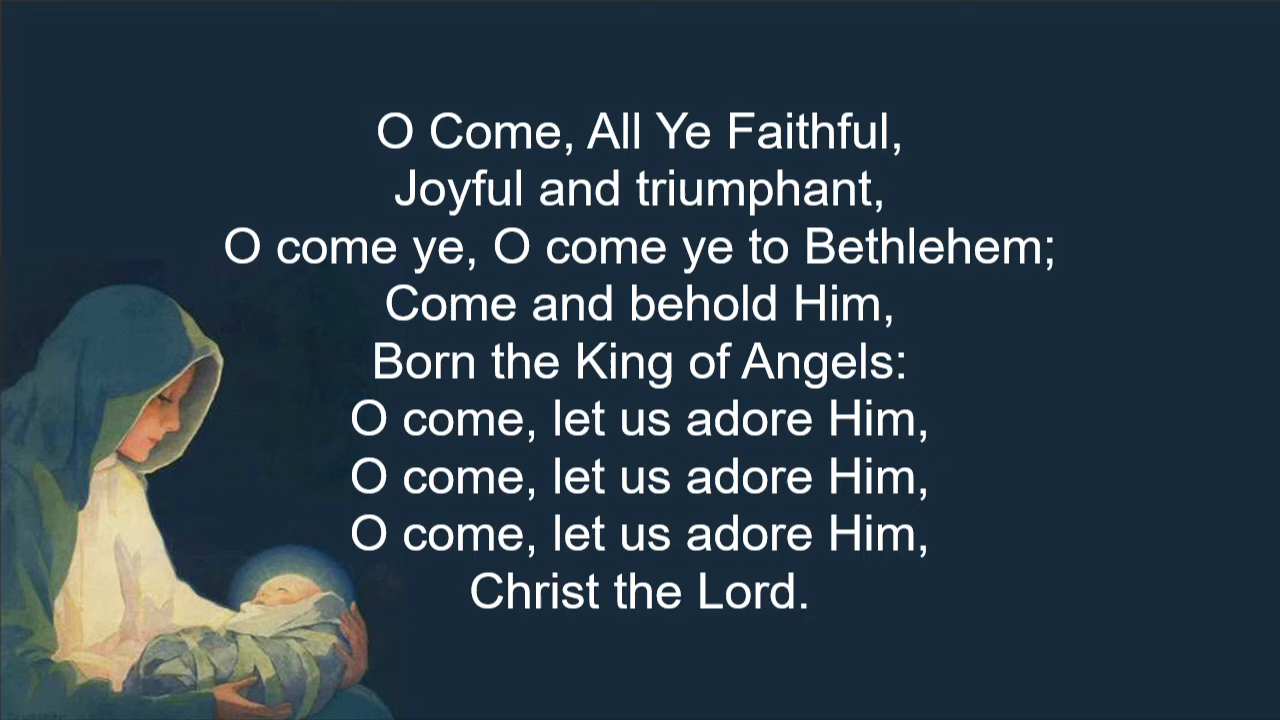 O Come, All Ye Faithful,
Joyful and triumphant,
O come ye, O come ye to Bethlehem;
Come and behold Him,
Born the King of Angels:
O come, let us adore Him,
O come, let us adore Him,
O come, let us adore Him,
Christ the Lord.